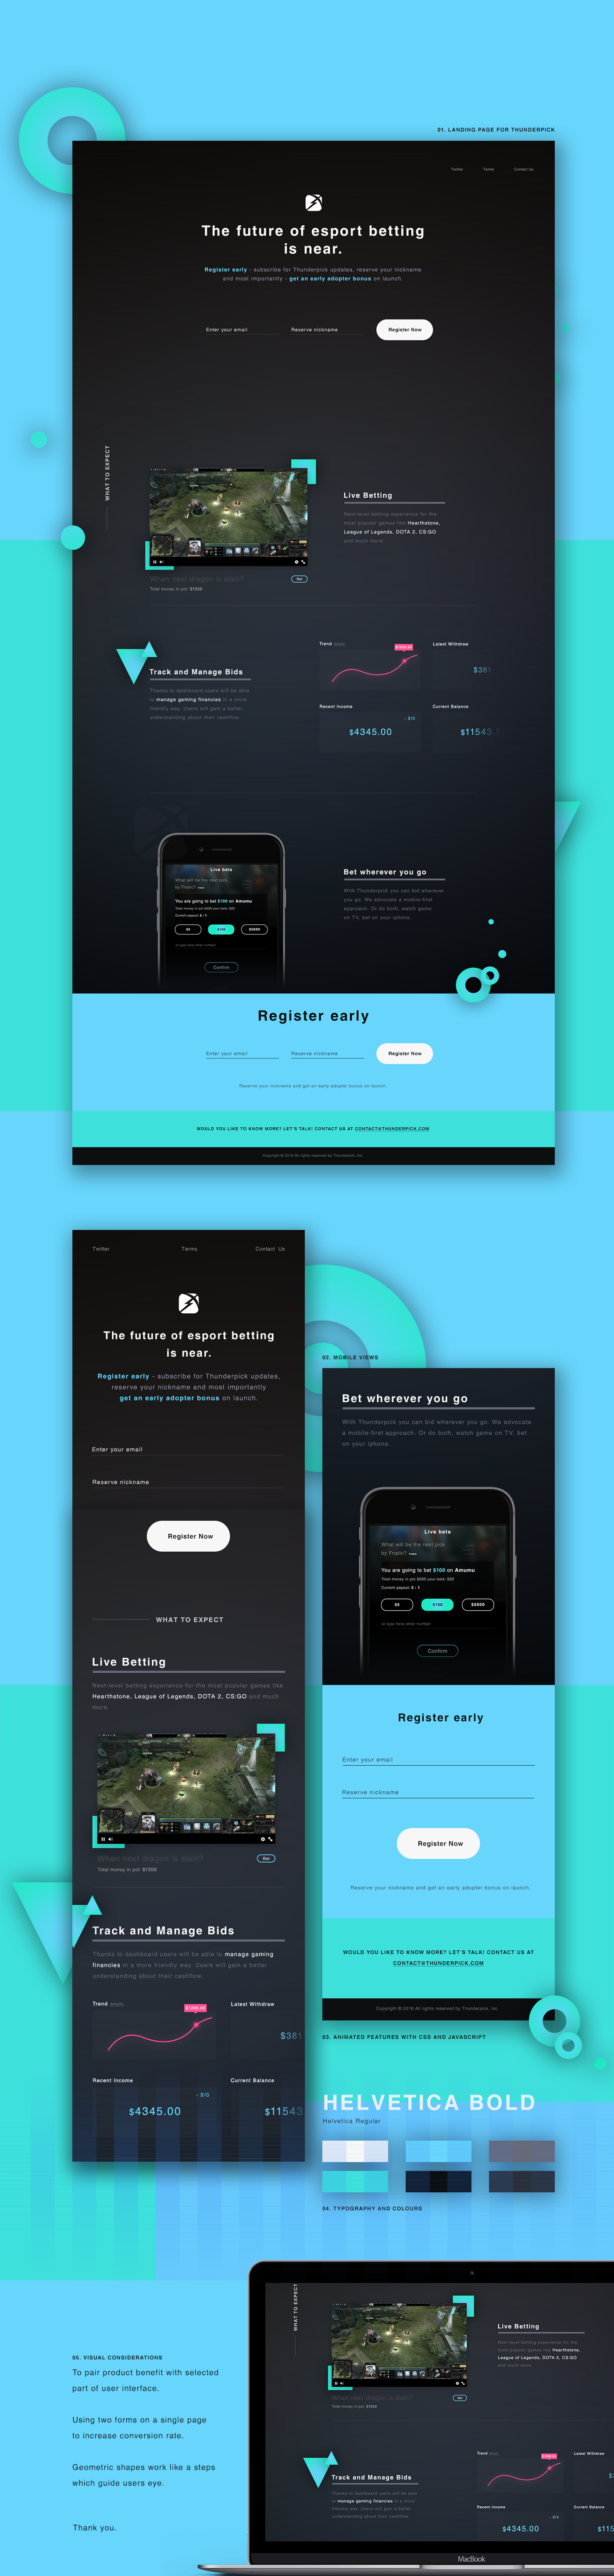 01. LANDING PAGE FOR THUNDERPICK
Twitter
Terms
Contact Us
The future of esport betting
is near.
Register early - subscribe for Thunderpick updates, reserve your nickname
and most importantly - get an early adopter bonus on launch.
Enter your email
Reserve nickname
Register Now
WHAT TO EXPECT
Live Betting
Next-level betting experience for the
most popular games like Hearthstone,
League of Legends, DOTA 2, CS:GO
and much more.
When next dragon is slain?
Bet
Total money in pot: $1550
Track and Manage Bids
Thanks to dashboard users will be able
to manage gaming financies in a more
friendly way. Users will gain a better
understanding about their cashflow.
Trend
Latest Withdraw
$381
Recent Income
Current Balance
- $10
$4345.00
$11543.
Live bets
What will be the next pick
by Fnatic?
You are going to bet $100 on Amumu
Total money in pot $500 your bets: $50
Current payout: 3 : 1
$5
$100
$5000
or type here other number
Confirm
Bet wherever you go
With Thunderpick you can bid wherever
you go. We advocate a mobile-first
approach. Or do both, watch game
on TV, bet on your iphone.
Register early
Enter your email
Reserve nickname
Register Now
Reserve your nickname and get an early adopter bonus on launch.
WOULD YOU LIKE TO KNOW MORE? LET'S TALK! CONTACT US AT CONTACT@THUNDERPICK.COM
Copyright © 2016 All rights reserved by Thunderpick, Inc.
Twitter
Terms
Contact Us
The future of esport betting
is near.
Register early - subscribe for Thunderpick updates,
reserve your nickname and most importantly
get an early adopter bonus on launch.
Enter your email
Reserve nickname
Register Now
WHAT TO EXPECT
Live Betting
Next-level betting experience for the most popular games like
Hearthstone, League of Legends, DOTA 2, CS:GO and much
more.
When next dragon is slain?
Bet
Total money in pot: $1550
Track and Manage Bids
Thanks to dashboard users will be able to manage gaming
financies in a more friendly way. Users will gain a better
understanding about their cashflow.
Trend details
$1200.00
Latest Withdraw
$381
Recent Income
Current Balance
- $10
$4345.00
$11543
02. MOBILE VIEWS
Bet wherever you go
With Thunderpick you can bid wherever you go. We advocate
a mobile-first approach. Or do both, watch game on TV, bet
on your iphone.
Live bets
What will be the next pick
by Fnatic?
You are going to bet $100 on Amumu
Total money in pot $500 your bets: $50
Current payout: 3 : 1
$5
$100
$5000
or type here other number
Confirm
Register early
Enter your email
Reserve nickname
Register Now
Reserve your nickname and get an early adopter bonus on launch.
WOULD YOU LIKE TO KNOW MORE? LET'S TALK! CONTACT US AT
CONTACT@THUNDERPICK.COM
Copyright © 2016 All rights reserved by Thunderpick, Inc.
03. ANIMATED FEATURES WITH CSS AND JAVASCRIPT
HELVETICA BOLD
Helvetica Regular
04. TYPOGRAPHY AND COLOURS
05. VISUAL CONSIDERATIONS
To pair product benefit with selected
part of user interface.
Using two forms on a single page
to increase conversion rate.
Geometric shapes work like a steps
which guide users eye.
Thank you.
WHAT TO EXPECT
Live Betting
Next-level betting experience for the
most popular games like Hearthstone,
League of Legends, DOTA 2, CS:GO
and much more.
When next dragon is slain?
Bet
Total money in pot: $1550
Track and Manage Bids
Thanks to dashboard users will be able
to manage gaming financies in a more
friendly way. Users will gain a better
understanding about their cashflow.
Trend
Latest Withdraw
Recent Income
Current Balance
- $10
$4345.00
$115
MacBook